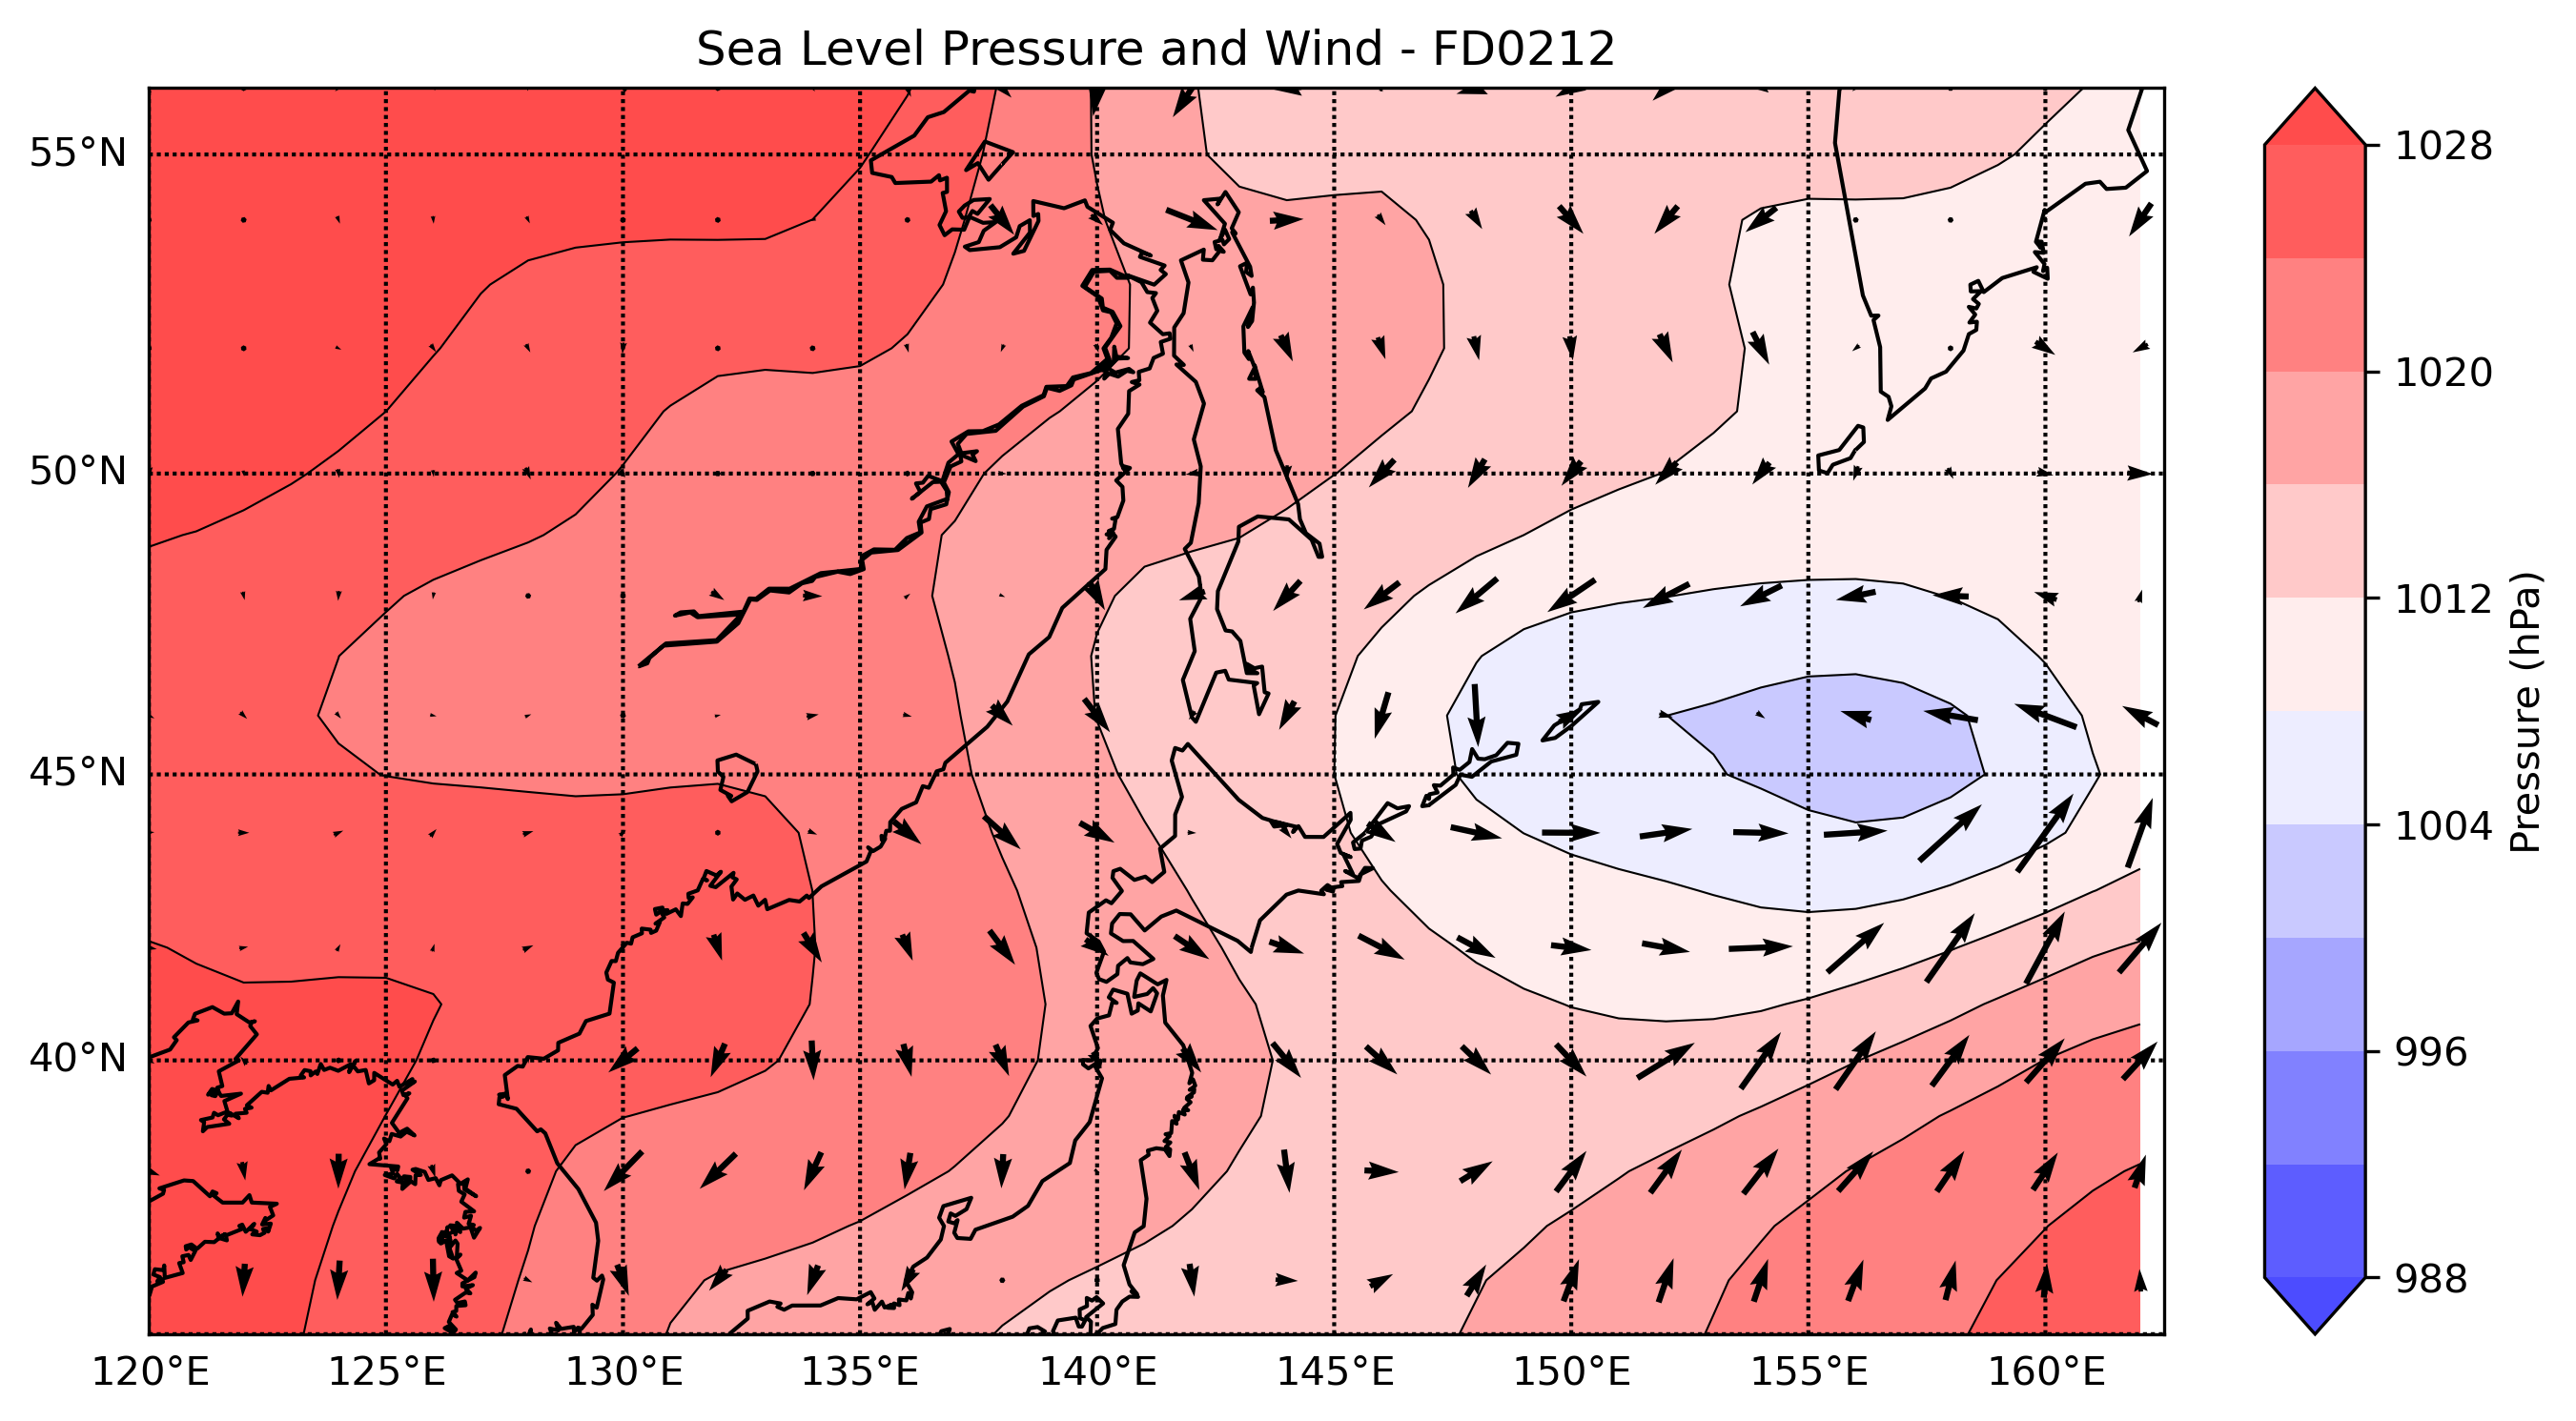 Sea Level Pressure and Wind - FD0212
55°N
50°N
45°N
40°N
120°E 125°E 130°E 135°E 140°E 145°E 150°E 155°E 160°E
1028
1020
1012
1004
996
988
Pressure (hPa)